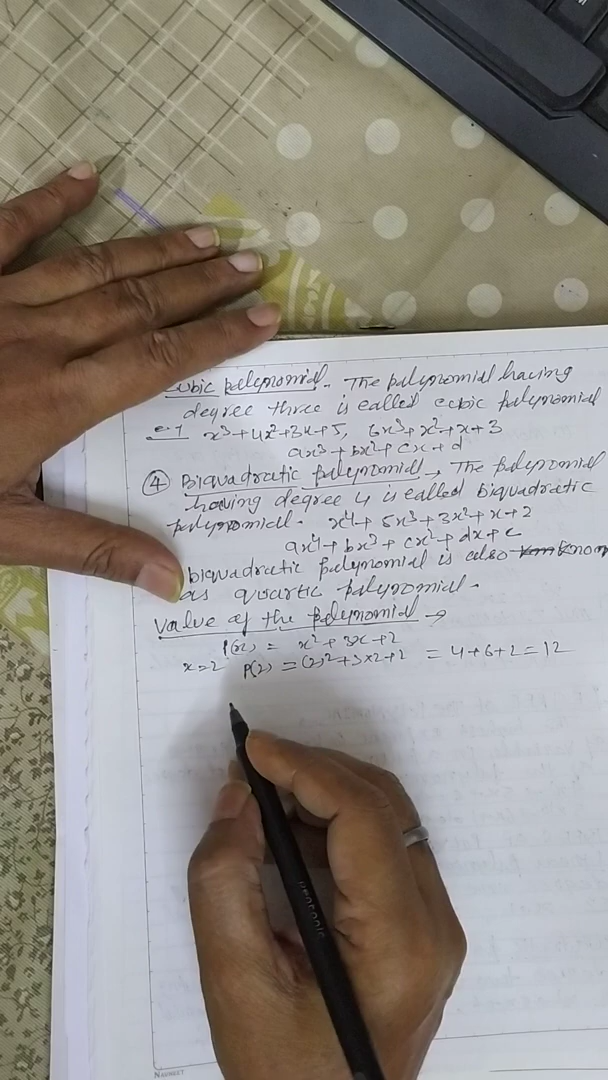 cubic polynomial. The polynomial having
degree three is called cubic polynomial
e.g x³+4x²+3x+5, 6x³+x²+x+3
ax³+bx²+cx+d
④ Biquadratic polynomial → The polynomial
having degree 4 is called biquadratic
polynomial. x⁴+5x³+3x²+x+2
ax⁴+bx³+cx²+dx+e
biquadratic polynomial is also known
as quartic polynomial.
Value of the polynomial →
P(x) = x²+3x+2
x=2 P(2) = (2)²+3×2+2 = 4+6+2=12
NAVNEET